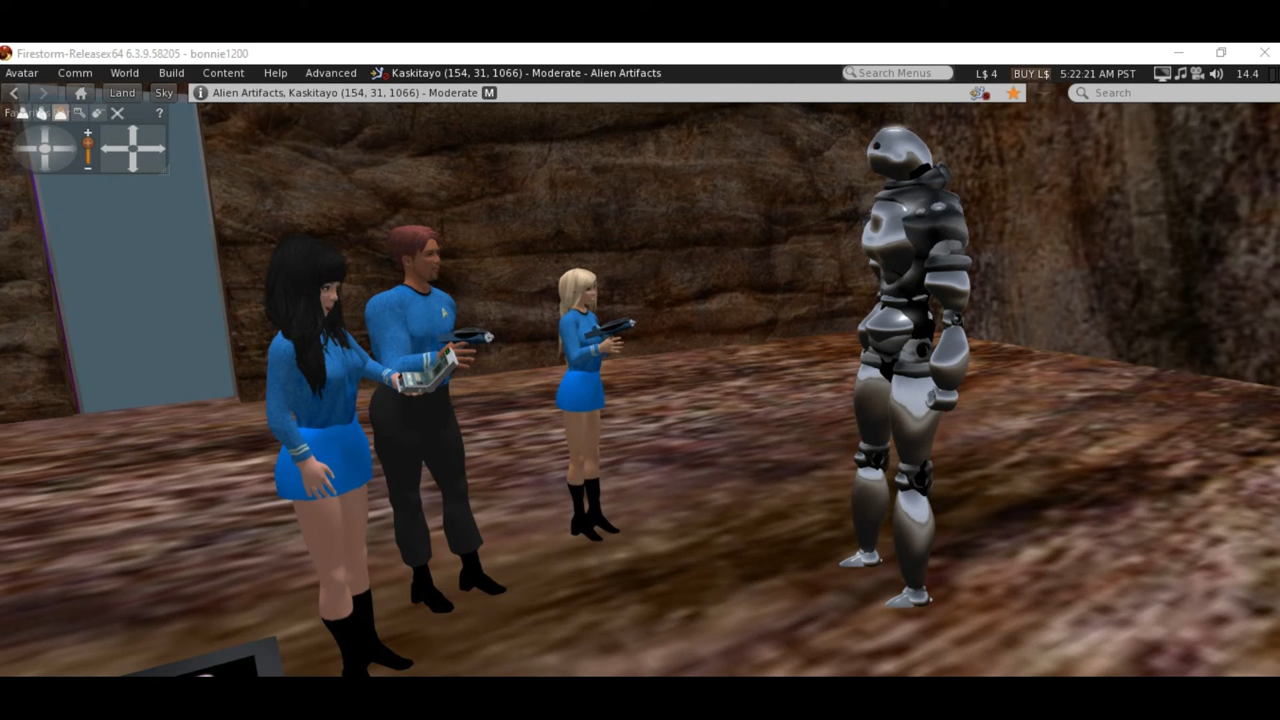 Firestorm-Releasex64 6.3.9.58205 - bonnie1200
Avatar Comm World Build Content Help Advanced Kaskitayo (154, 31, 1066) - Moderate - Alien Artifacts Search Menus L$ 4 BUY L$ 5:22:21 AM PST 14.4
Land Sky Alien Artifacts, Kaskitayo (154, 31, 1066) - Moderate M Search
?